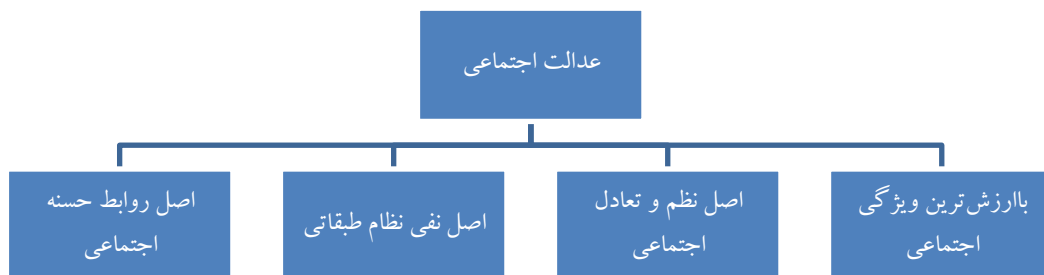 عدالت اجتماعی
باارزش‌ترین ویژگی
اجتماعی
اصل نظم و تعادل
اجتماعی
اصل نفی نظام طبقاتی
اصل روابط حسنه
اجتماعی